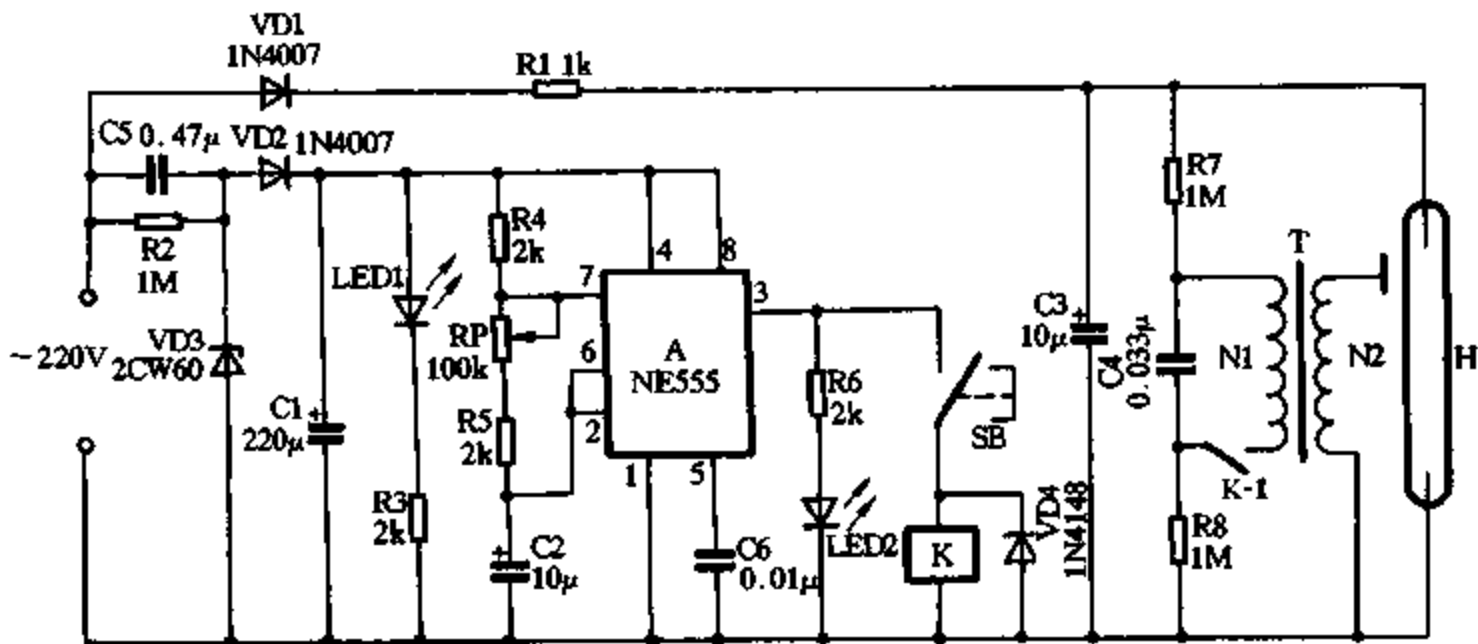 VD1
1N4007
R1 1k
C5 0.47μ VD2 1N4007
R2
1M
~220V
VD3
2CW60
C1
220μ
LED1
R3
2k
R4
2k
RP
100k
R5
2k
C2
10μ
4
8
7
6
2
3
1
5
A
NE555
C6
0.01μ
R6
2k
LED2
SB
K
VD4
1N4148
C3
10μ
C4
0.033μ
R7
1M
R8
1M
K-1
N1
T
N2
H
+
+
+
+